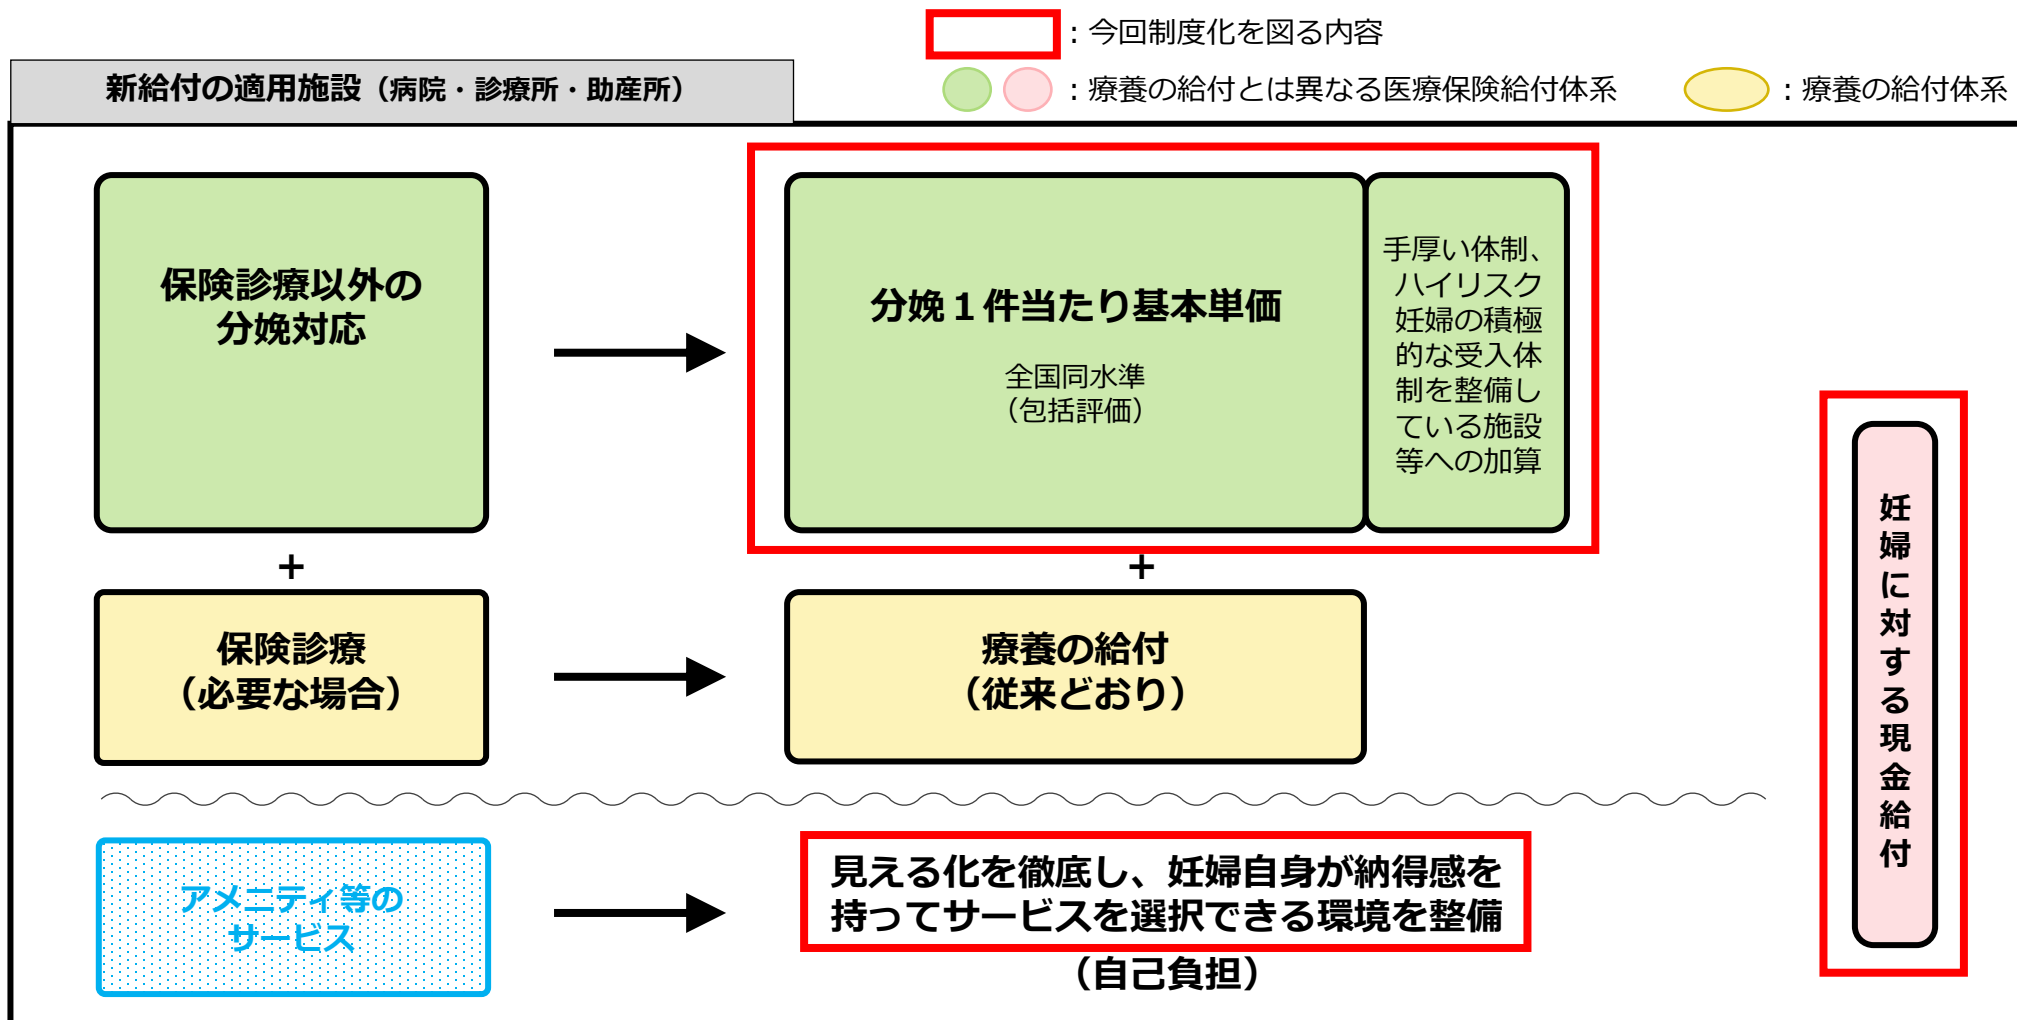 ：今回制度化を図る内容
新給付の適用施設（病院・診療所・助産所）
：療養の給付とは異なる医療保険給付体系
：療養の給付体系
保険診療以外の
分娩対応
分娩１件当たり基本単価
全国同水準
（包括評価）
手厚い体制、
ハイリスク
妊婦の積極
的な受入体
制を整備し
ている施設
等への加算
＋
＋
保険診療
（必要な場合）
療養の給付
（従来どおり）
アメニティ等の
サービス
見える化を徹底し、妊婦自身が納得感を
持ってサービスを選択できる環境を整備
（自己負担）
妊婦に対する現金給付